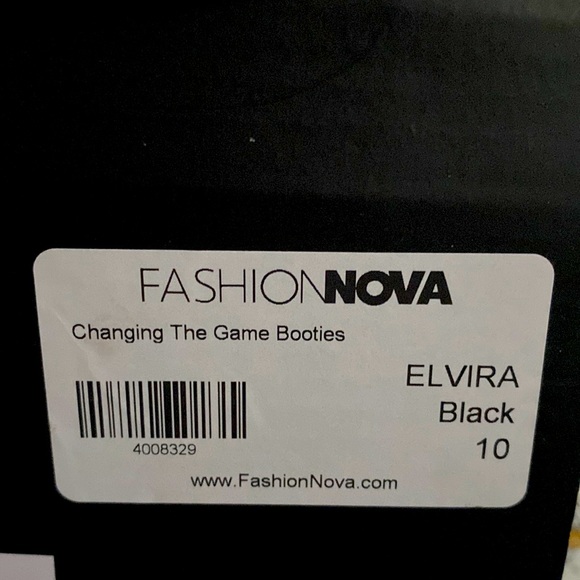 FASHIONNOVA
Changing The Game Booties
ELVIRA
Black
10
4008329
www.FashionNova.com